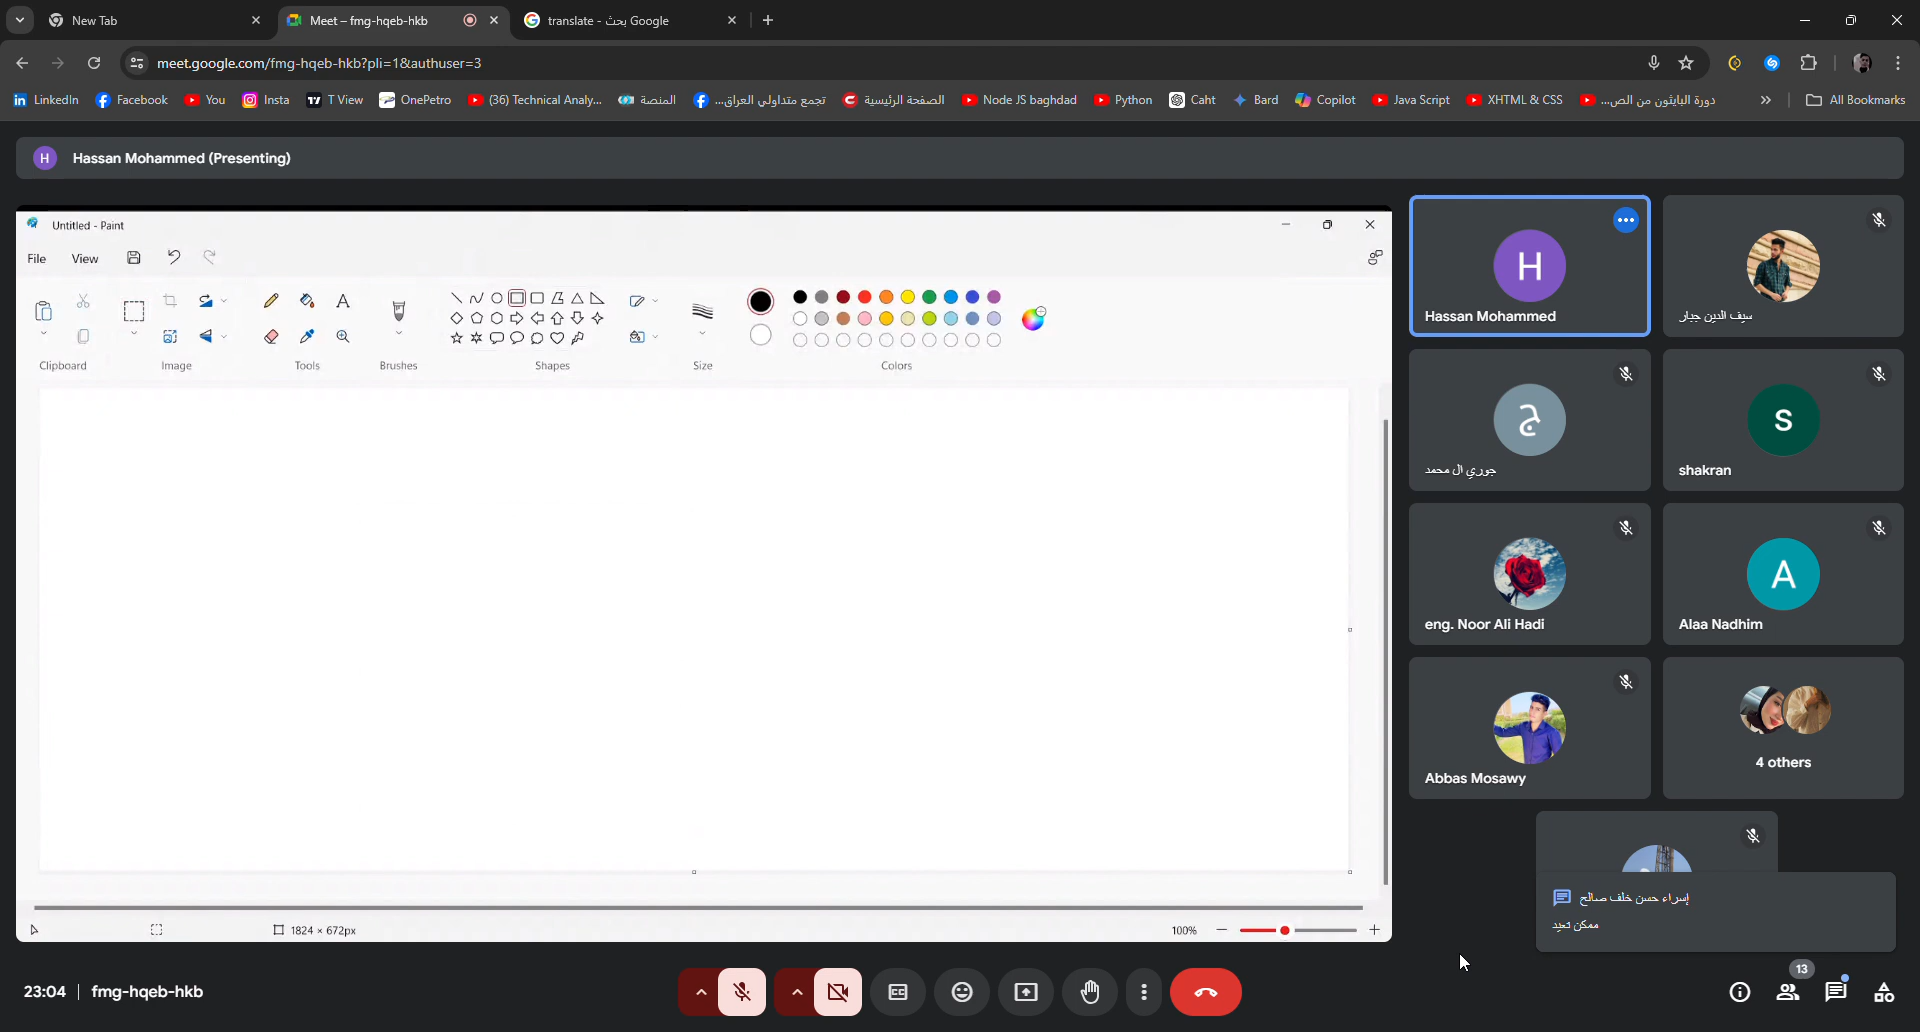 New Tab
Meet – fmg-hqeb-hkb
translate - بحث Google
meet.google.com/fmg-hqeb-hkb?pli=1&authuser=3
LinkedIn
Facebook
You
Insta
T View
OnePetro
(36) Technical Analy...
المنصة
تجمع متداولي العراق...
الصفحة الرئيسية
Node JS baghdad
Python
Caht
Bard
Copilot
Java Script
XHTML & CSS
دورة البايثون من الص...
All Bookmarks
H
Hassan Mohammed (Presenting)
Untitled - Paint
File
View
Clipboard
Image
Tools
Brushes
Shapes
Size
Colors
1824 × 672px
100%
H
Hassan Mohammed
سيف الدين جبار
ج
جوري ال محمد
S
shakran
eng. Noor Ali Hadi
A
Alaa Nadhim
Abbas Mosawy
4 others
إسراء حسن خلف صالح
ممكن تعيد
23:04 | fmg-hqeb-hkb
13